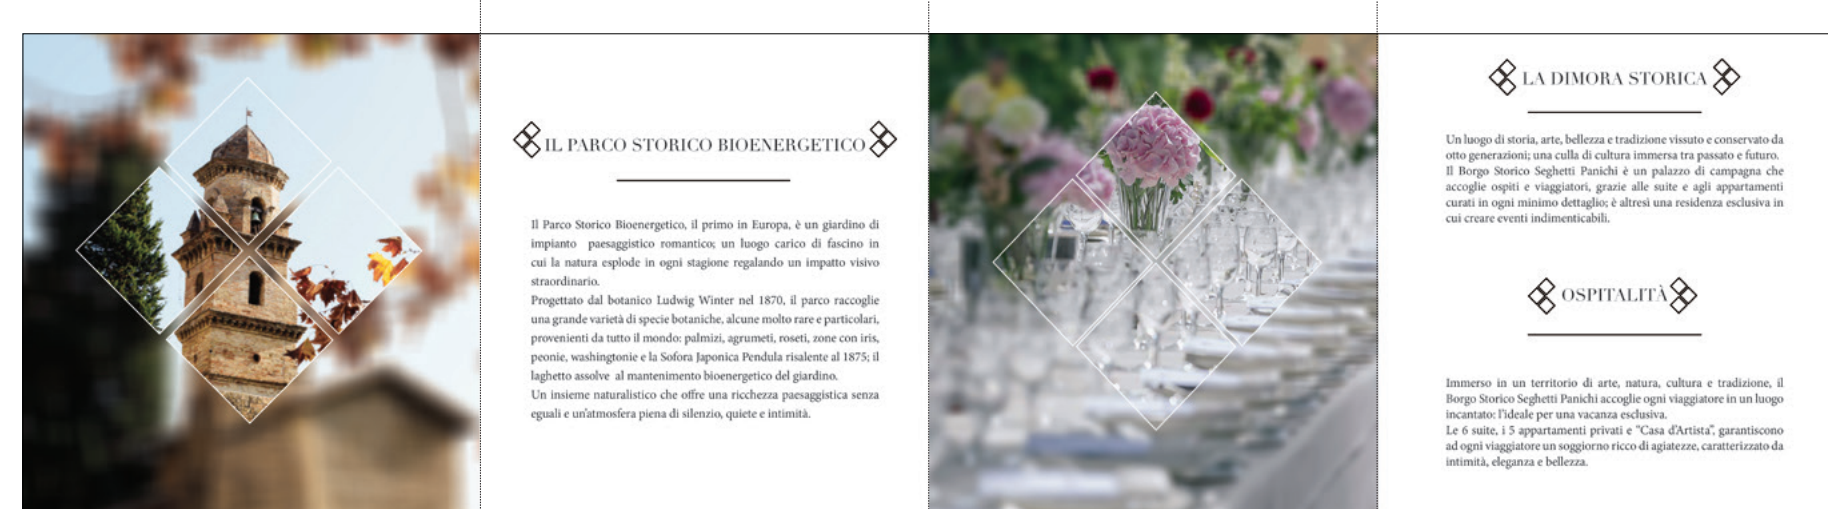 IL PARCO STORICO BIOENERGETICO
Il Parco Storico Bioenergetico, il primo in Europa, è un giardino di
impianto paesaggistico romantico; un luogo carico di fascino in
cui la natura esplode in ogni stagione regalando un impatto visivo
straordinario.
Progettato dal botanico Ludwig Winter nel 1870, il parco raccoglie
una grande varietà di specie botaniche, alcune molto rare e particolari,
provenienti da tutto il mondo: palmizi, agrumeti, roseti, zone con iris,
peonie, washingtonie e la Sofora Japonica Pendula risalente al 1875; il
laghetto assolve al mantenimento bioenergetico del giardino.
Un insieme naturalistico che offre una ricchezza paesaggistica senza
eguali e un'atmosfera piena di silenzio, quiete e intimità.
LA DIMORA STORICA
Un luogo di storia, arte, bellezza e tradizione vissuto e conservato da
otto generazioni; una culla di cultura immersa tra passato e futuro.
Il Borgo Storico Seghetti Panichi è un palazzo di campagna che
accoglie ospiti e viaggiatori, grazie alle suite e agli appartamenti
curati in ogni minimo dettaglio; è altresì una residenza esclusiva in
cui creare eventi indimenticabili.
OSPITALITÀ
Immerso in un territorio di arte, natura, cultura e tradizione, il
Borgo Storico Seghetti Panichi accoglie ogni viaggiatore in un luogo
incantato: l'ideale per una vacanza esclusiva.
Le 6 suite, i 5 appartamenti privati e "Casa d'Artista", garantiscono
ad ogni viaggiatore un soggiorno ricco di agiatezze, caratterizzato da
intimità, eleganza e bellezza.